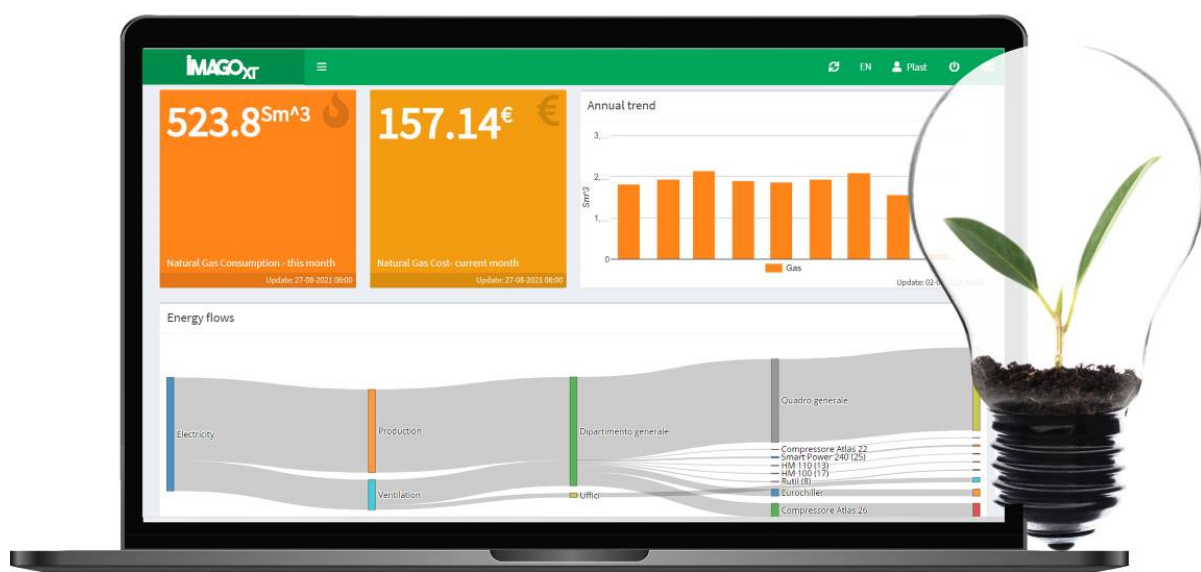 iMAGOXT
EN
Plast
523.8Sm^3
Natural Gas Consumption - this month
Update: 27-08-2021 08:00
157.14€
€
Natural Gas Cost- current month
Update: 27-08-2021 08:00
Annual trend
3,...
2,...
1,...
0
Sm^3
Gas
Update: 02-
Energy flows
Electricity
Production
Ventilation
Dipartimento generale
Uffici
Quadro generale
Compressore Atlas 22
Smart Power 240 (25)
HM 110 (13)
HM 100 (17)
Rutil (8)
Eurochiller
Compressore Atlas 26